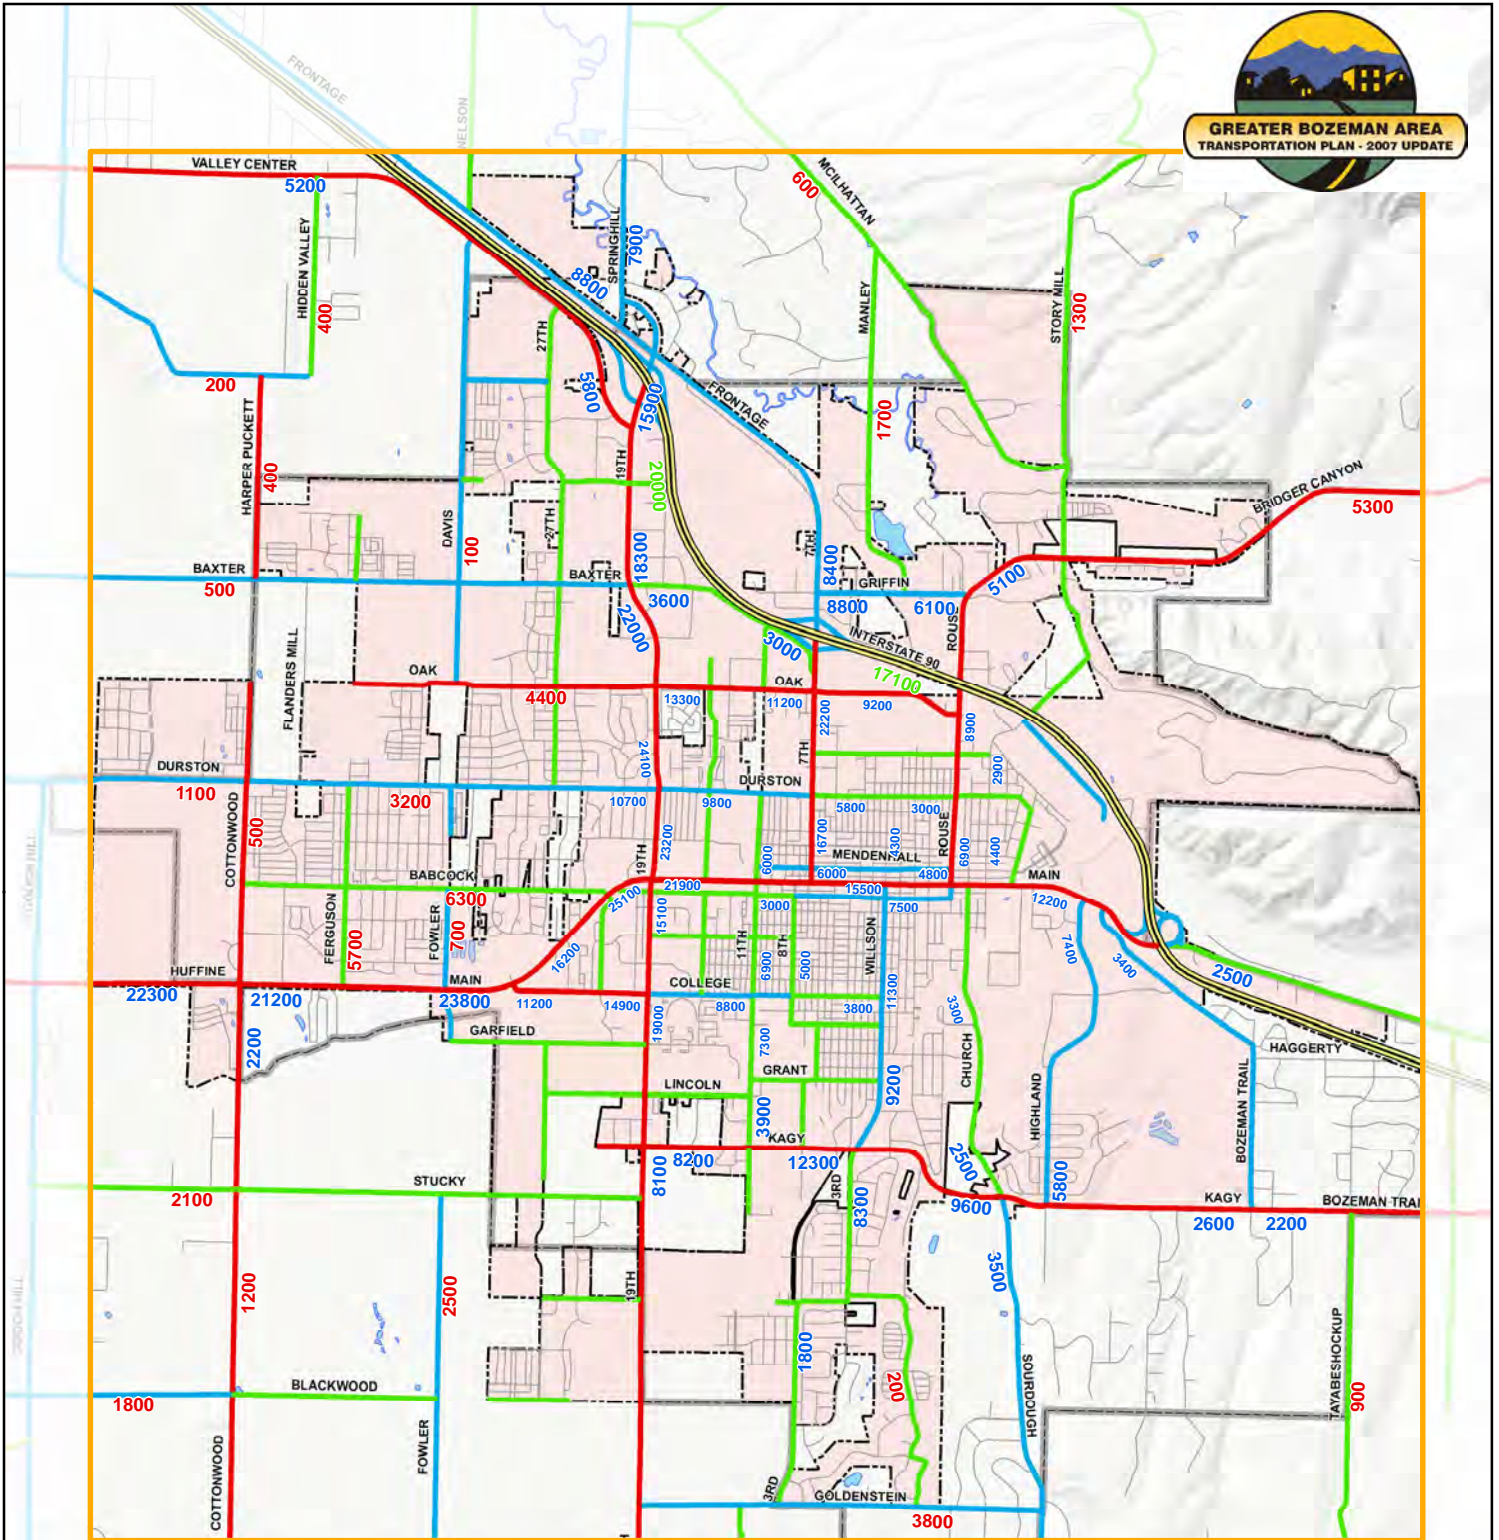 GREATER BOZEMAN AREA
TRANSPORTATION PLAN - 2007 UPDATE
FRONTAGE
NELSON
VALLEY CENTER
5200
MCILHATTAN
600
HIDDEN VALLEY
400
SPRINGHILL
7900
8800
MANLEY
STORY MILL
1300
27TH
200
5800
15900
FRONTAGE
1700
HARPER PUCKETT
400
19TH
20000
BRIDGER CANYON
5300
DAVIS
100
27TH
7TH
8400
18300
BAXTER
500
BAXTER
3600
GRIFFIN
8800
6100
5100
22000
3000
INTERSTATE 90
17100
ROUSE
FLANDERS MILL
OAK
4400
13300
OAK
11200
22200
9200
8900
24100
7TH
2900
DURSTON
1100
3200
10700
9800
DURSTON
5800
3000
COTTONWOOD
500
19TH
23200
6000
16700
4300
MENDENHALL
ROUSE
6900
4400
BABCOCK
6300
25100
21900
6000
4800
15500
MAIN
12200
3000
7500
FERGUSON
5700
FOWLER
700
15100
11TH
6900
8TH
5000
WILLSON
11300
7400
3400
16200
HUFFINE
22300
21200
MAIN
23800
11200
14900
COLLEGE
8800
3800
3300
2500
2200
GARFIELD
19000
7300
CHURCH
HAGGERTY
GRANT
LINCOLN
3900
9200
HIGHLAND
BOZEMAN TRAIL
KAGY
8200
12300
2500
8100
STUCKY
2100
3RD
8300
9600
5800
KAGY
BOZEMAN TRAI
2600
2200
1200
2500
19TH
3500
1800
200
SOURDOUGH
TAYABESHOCKUP
900
BLACKWOOD
1800
COTTONWOOD
FOWLER
3RD
GOLDENSTEIN
3800